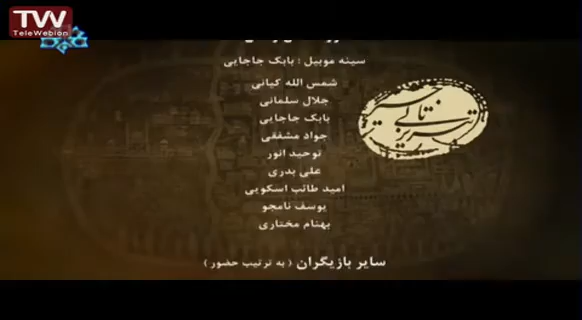 TVW
TeleWebion
سینه موبیل : بابک جاجایی
شمس الله کیانی
جلال سلمانی
بابک جاجایی
جواد مشفقی
توحید انور
علی بدری
امید طالب اسکویی
یوسف نامجو
بهنام مختاری
سایر بازیگران ( به ترتیب حضور )